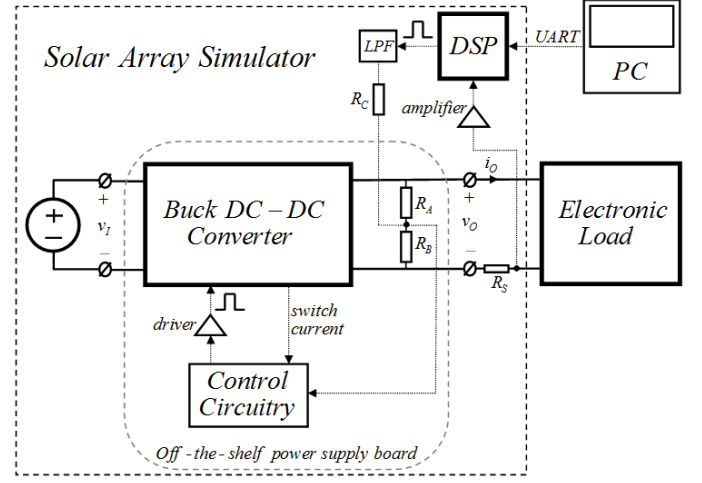 Solar Array Simulator
LPF
DSP
UART
PC
R_C
amplifier
i_O
+
v_I
−
Buck DC – DC
Converter
R_A
R_B
+
v_O
−
R_S
Electronic
Load
driver
switch
current
Control
Circuitry
Off - the - shelf power supply board